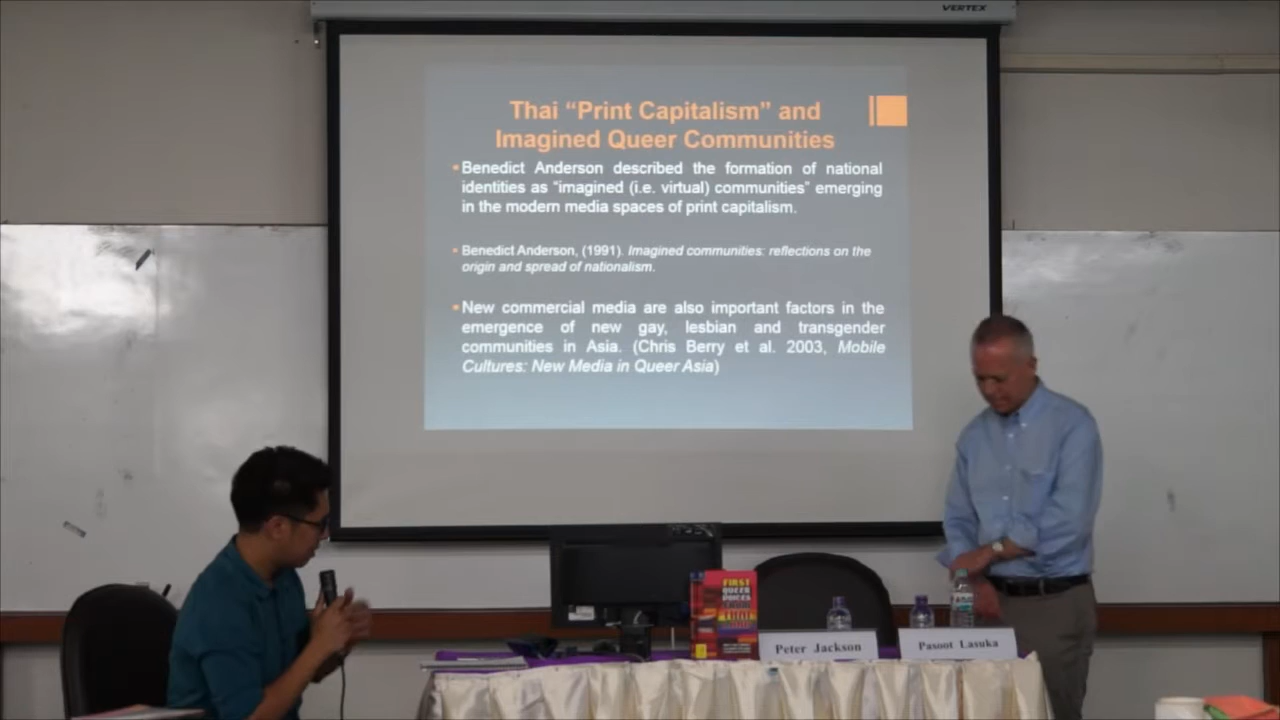 VERTEX
Thai “Print Capitalism” and
Imagined Queer Communities
Benedict Anderson described the formation of national
identities as “imagined (i.e. virtual) communities” emerging
in the modern media spaces of print capitalism.
Benedict Anderson, (1991). Imagined communities: reflections on the
origin and spread of nationalism.
New commercial media are also important factors in the
emergence of new gay, lesbian and transgender
communities in Asia. (Chris Berry et al. 2003, Mobile
Cultures: New Media in Queer Asia)
FIRST
QUEER
VOICES
FROM
THAILAND
Peter Jackson
Pasoot Lasuka